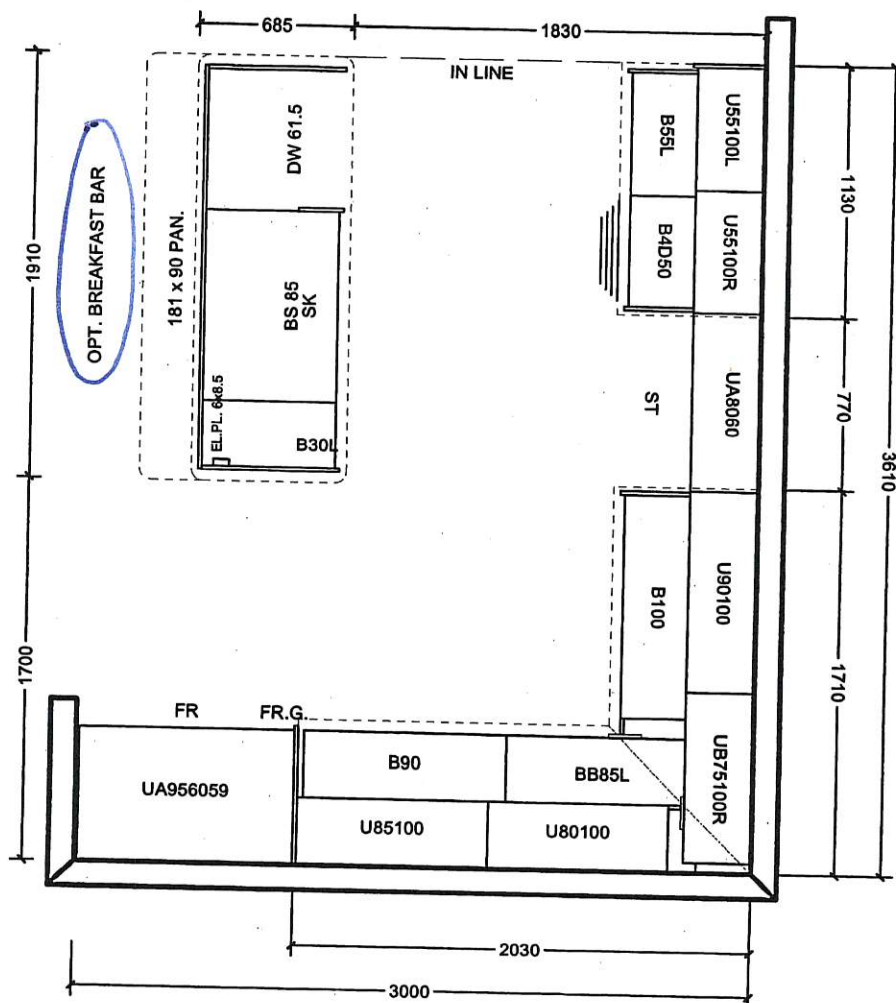 685
1830
IN LINE
1910
OPT. BREAKFAST BAR
181 x 90 PAN.
DW 61.5
BS 85
SK
EL.PL. 6x8.5
B30L
B55L
U55100L
B4D50
U55100R
1130
ST
UA8060
770
3610
B100
U90100
1710
UB75100R
1700
FR
FR.G.
UA956059
B90
BB85L
U85100
U80100
2030
3000